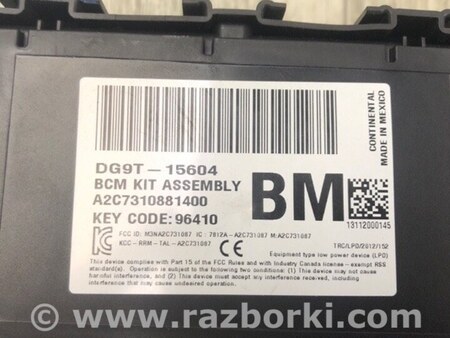 DG9T-15604
BCM KIT ASSEMBLY
A2C7310881400
KEY CODE:96410
BM
CONTINENTAL
MADE IN MEXICO
13112000145
FCC ID: M3NA2C731087 IC : 7812A-A2C731087 M:A2C731087
KCC-RRM-TAL-A2C731087
TRC/LPD/2012/152
Equipment type low power device (LPD)
This device complies with Part 15 of the FCC Rules and with Industry Canada license - exempt RSS
standard(s). Operation is subject to the following two conditions: (1) This device may not cause
harmful interference, and (2) This device must accept any interference received, including
interference that may cause undesired operation.
www.razborki.com